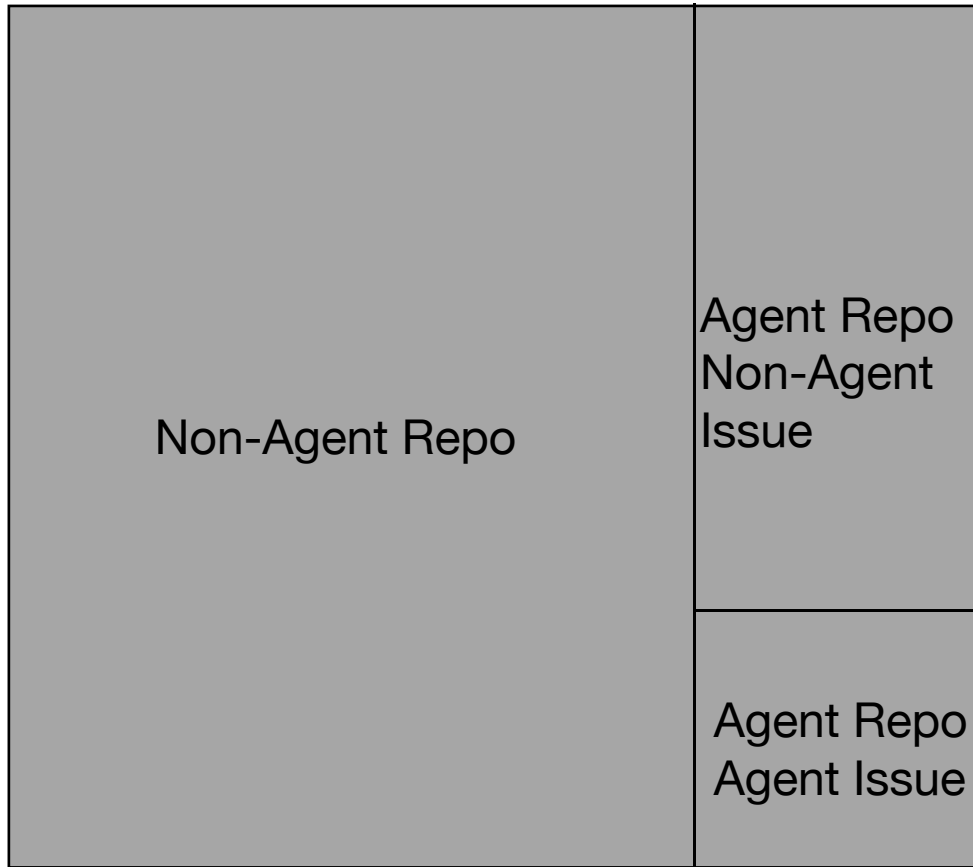 Non-Agent Repo
Agent Repo
Non-Agent
Issue
Agent Repo
Agent Issue